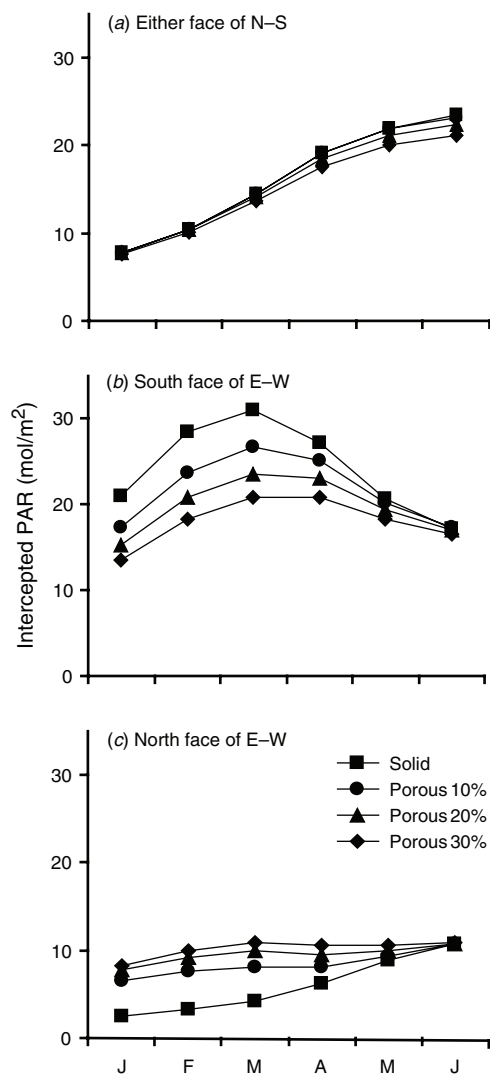 (a) Either face of N–S
30
20
10
0
(b) South face of E–W
30
20
10
0
Intercepted PAR (mol/m²)
(c) North face of E–W
30
20
10
0
Solid
Porous 10%
Porous 20%
Porous 30%
J F M A M J